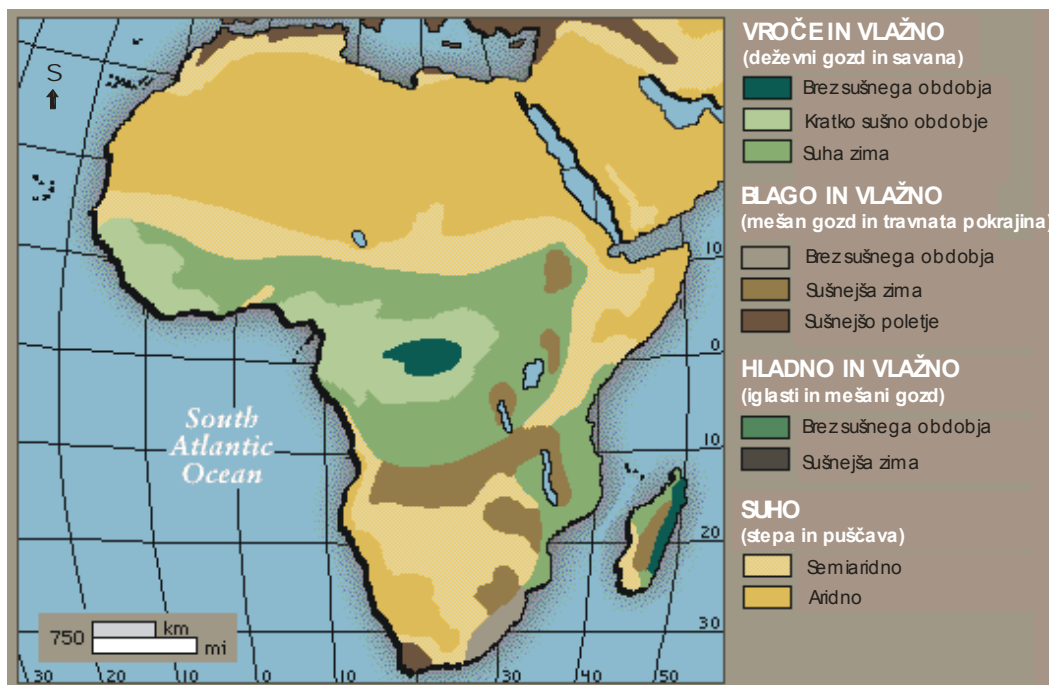 S
South
Atlantic
Ocean
10
0
10
20
30
30
20
10
0
10
30
40
50
750
km
mi
VROČE IN VLAŽNO
(deževni gozd in savana)
Brez sušnega obdobja
Kratko sušno obdobje
Suha zima
BLAGO IN VLAŽNO
(mešan gozd in travnata pokrajina)
Brez sušnega obdobja
Sušnejša zima
Sušnejšo poletje
HLADNO IN VLAŽNO
(iglasti in mešani gozd)
Brez sušnega obdobja
Sušnejša zima
SUHO
(stepa in puščava)
Semiaridno
Aridno